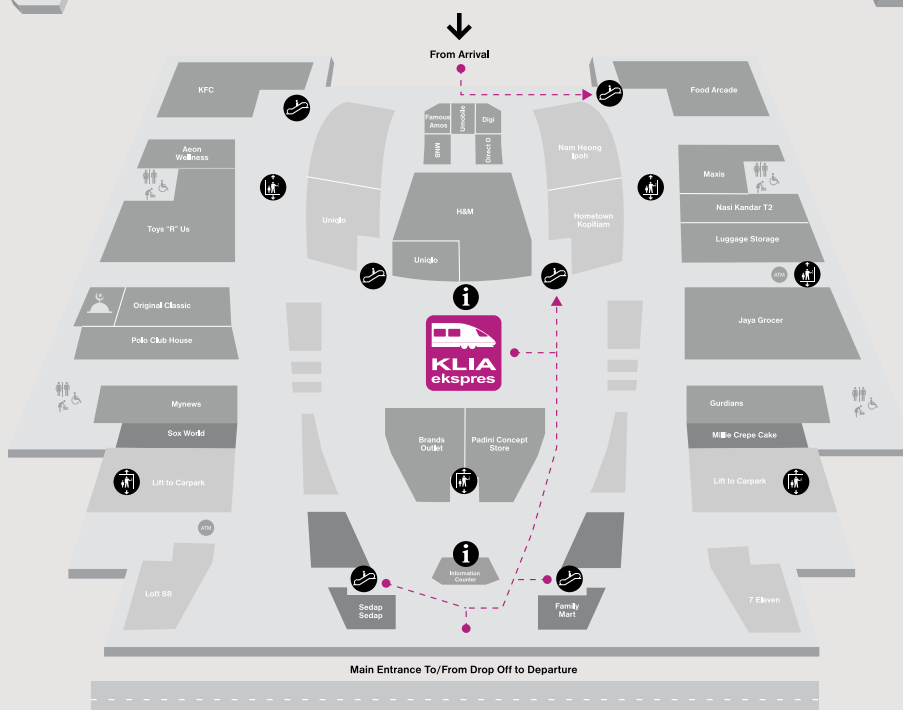 From Arrival
KFC
Food Arcade
Famous
Amos
Umobile
Digi
MNB
Direct D
Aeon
Wellness
Nam Heong
Ipoh
Maxis
Nasi Kandar T2
Toys "R" Us
Uniqlo
H&M
Hometown
Kopitiam
Luggage Storage
Uniqlo
ATM
i
Original Classic
Jaya Grocer
Polo Club House
KLIA
ekspres
Mynews
Gurdians
Sox World
Brands
Outlet
Padini Concept
Store
Millie Crepe Cake
Lift to Carpark
Lift to Carpark
ATM
i
Information
Counter
Loft 88
Sedap
Sedap
Family
Mart
7 Eleven
Main Entrance To/From Drop Off to Departure